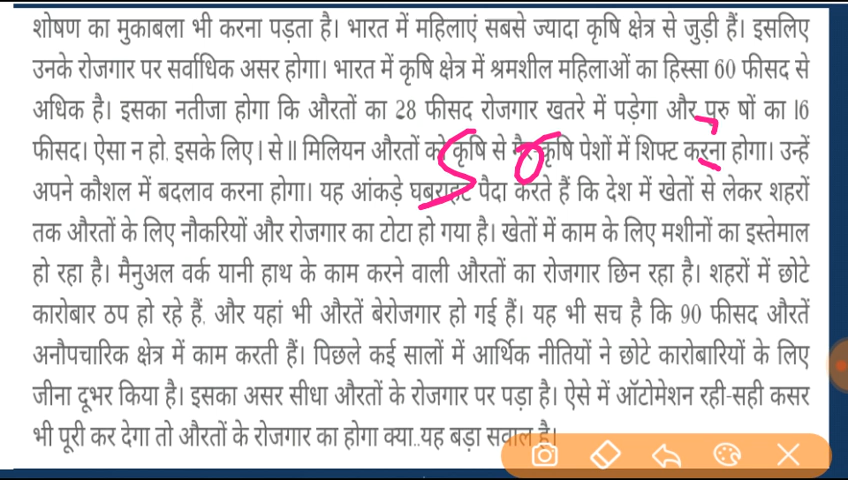 शोषण का मुकाबला भी करना पड़ता है। भारत में महिलाएं सबसे ज्यादा कृषि क्षेत्र से जुड़ी हैं। इसलिए
उनके रोजगार पर सर्वाधिक असर होगा। भारत में कृषि क्षेत्र में श्रमशील महिलाओं का हिस्सा 60 फीसद से
अधिक है। इसका नतीजा होगा कि औरतों का 28 फीसद रोजगार खतरे में पड़ेगा और पुरु षों का 16
फीसद। ऐसा न हो, इसके लिए 1 से 11 मिलियन औरतों को कृषि से गैर-कृषि पेशों में शिफ्ट करना होगा। उन्हें
अपने कौशल में बदलाव करना होगा। यह आंकड़े घबराहट पैदा करते हैं कि देश में खेतों से लेकर शहरों
तक औरतों के लिए नौकरियों और रोजगार का टोटा हो गया है। खेतों में काम के लिए मशीनों का इस्तेमाल
हो रहा है। मैनुअल वर्क यानी हाथ के काम करने वाली औरतों का रोजगार छिन रहा है। शहरों में छोटे
कारोबार ठप हो रहे हैं, और यहां भी औरतें बेरोजगार हो गई हैं। यह भी सच है कि 90 फीसद औरतें
अनौपचारिक क्षेत्र में काम करती हैं। पिछले कई सालों में आर्थिक नीतियों ने छोटे कारोबारियों के लिए
जीना दूभर किया है। इसका असर सीधा औरतों के रोजगार पर पड़ा है। ऐसे में ऑटोमेशन रही-सही कसर
भी पूरी कर देगा तो औरतों के रोजगार का होगा क्या..यह बड़ा सवाल है।